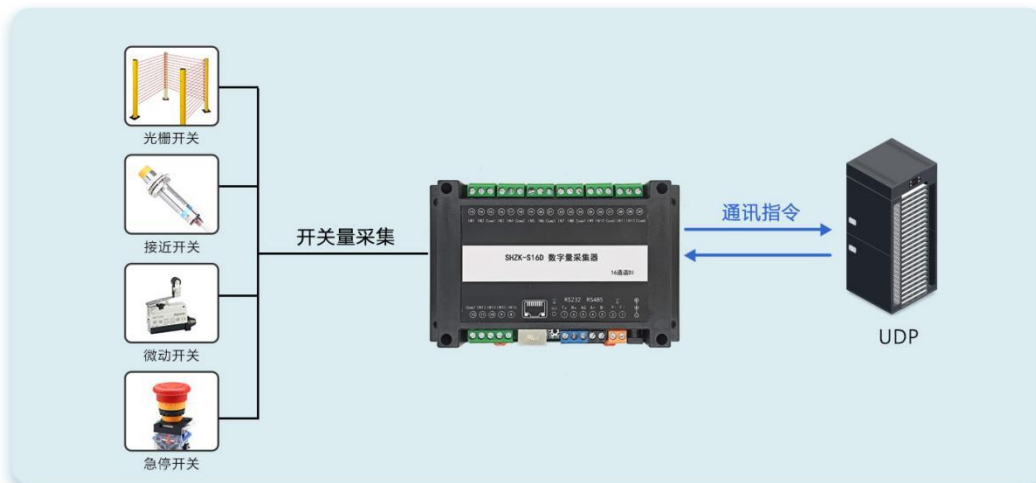 光栅开关
接近开关
微动开关
急停开关
开关量采集
SHZK-S16D 数字量采集器
16通道DI
RS232 RS485
通讯指令
UDP